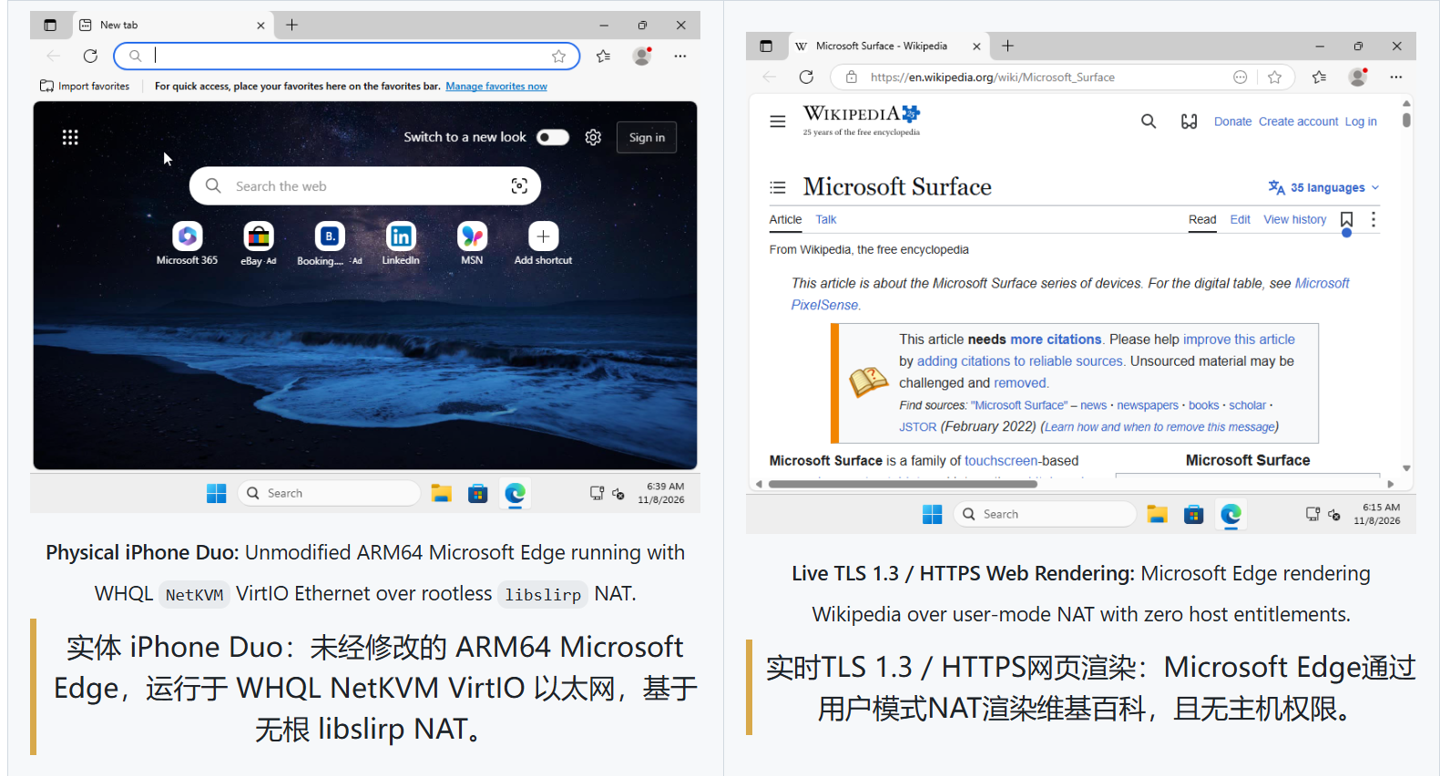 New tab
Import favorites
For quick access, place your favorites here on the favorites bar. Manage favorites now
Switch to a new look
Sign in
Search the web
Microsoft 365
eBay · Ad
B.
Booking.... · Ad
in
LinkedIn
MSN
Add shortcut
Search
6:39 AM
11/8/2026
Physical iPhone Duo: Unmodified ARM64 Microsoft Edge running with
WHQL NetKVM VirtIO Ethernet over rootless libslirp NAT.
实体 iPhone Duo：未经修改的 ARM64 Microsoft
Edge，运行于 WHQL NetKVM VirtIO 以太网，基于
无根 libslirp NAT。
W Microsoft Surface - Wikipedia
https://en.wikipedia.org/wiki/Microsoft_Surface
WIKIPEDIA
25 years of the free encyclopedia
Donate Create account Log in
Microsoft Surface
35 languages
Article Talk
Read Edit View history
From Wikipedia, the free encyclopedia
This article is about the Microsoft Surface series of devices. For the digital table, see Microsoft
PixelSense.
This article needs more citations. Please help improve this article
by adding citations to reliable sources. Unsourced material may be
challenged and removed.
Find sources: "Microsoft Surface" – news · newspapers · books · scholar ·
JSTOR (February 2022) (Learn how and when to remove this message)
Microsoft Surface is a family of touchscreen-based
Microsoft Surface
Search
6:15 AM
11/8/2026
Live TLS 1.3 / HTTPS Web Rendering: Microsoft Edge rendering
Wikipedia over user-mode NAT with zero host entitlements.
实时TLS 1.3 / HTTPS网页渲染：Microsoft Edge通过
用户模式NAT渲染维基百科，且无主机权限。